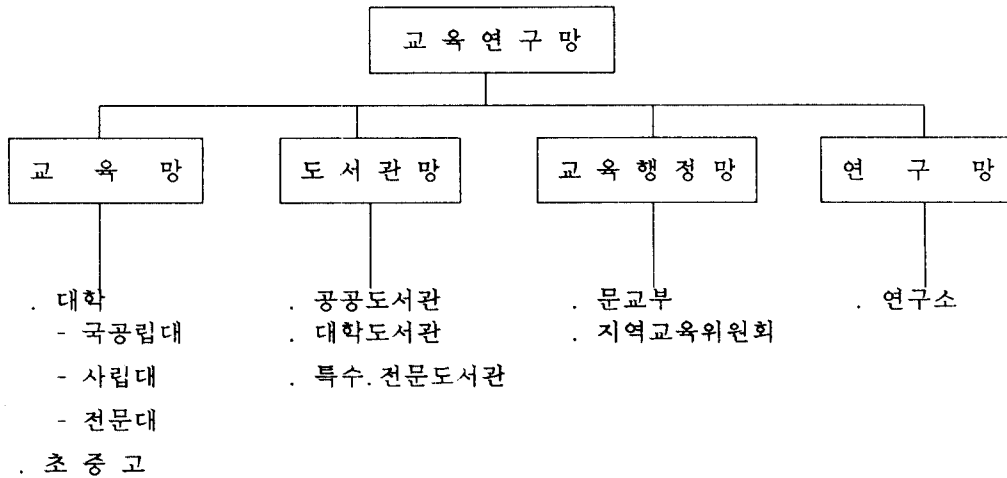 교 육 연 구 망
교 육 망
도 서 관 망
교 육 행 정 망
연 구 망
. 대학
- 국공립대
- 사립대
- 전문대
. 초 중 고
. 공공도서관
. 대학도서관
. 특수.전문도서관
. 문교부
. 지역교육위원회
. 연구소